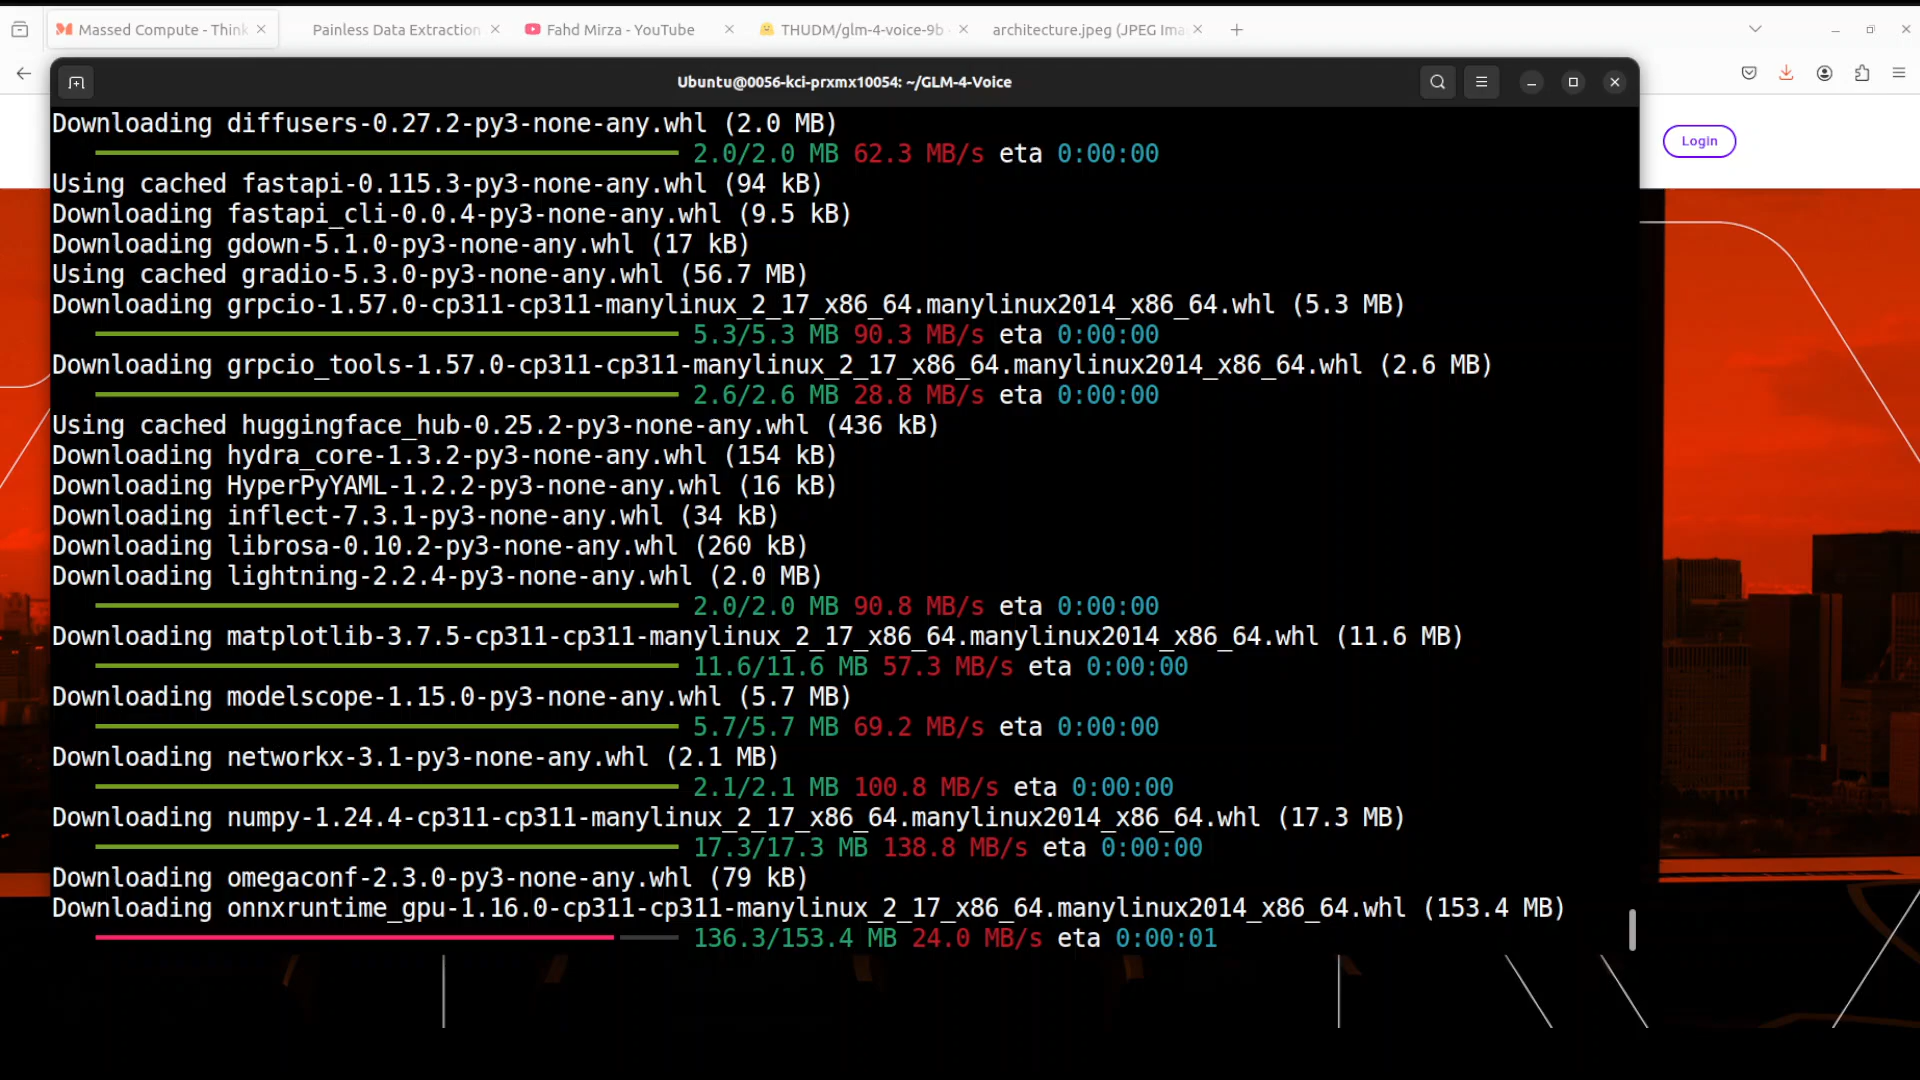 Massed Compute - Think
Painless Data Extraction
Fahd Mirza - YouTube
THUDM/glm-4-voice-9b
architecture.jpeg (JPEG Ima
Ubuntu@0056-kci-prxmx10054: ~/GLM-4-Voice
Login
Downloading diffusers-0.27.2-py3-none-any.whl (2.0 MB)
2.0/2.0 MB 62.3 MB/s eta 0:00:00
Using cached fastapi-0.115.3-py3-none-any.whl (94 kB)
Downloading fastapi_cli-0.0.4-py3-none-any.whl (9.5 kB)
Downloading gdown-5.1.0-py3-none-any.whl (17 kB)
Using cached gradio-5.3.0-py3-none-any.whl (56.7 MB)
Downloading grpcio-1.57.0-cp311-cp311-manylinux_2_17_x86_64.manylinux2014_x86_64.whl (5.3 MB)
5.3/5.3 MB 90.3 MB/s eta 0:00:00
Downloading grpcio_tools-1.57.0-cp311-cp311-manylinux_2_17_x86_64.manylinux2014_x86_64.whl (2.6 MB)
2.6/2.6 MB 28.8 MB/s eta 0:00:00
Using cached huggingface_hub-0.25.2-py3-none-any.whl (436 kB)
Downloading hydra_core-1.3.2-py3-none-any.whl (154 kB)
Downloading HyperPyYAML-1.2.2-py3-none-any.whl (16 kB)
Downloading inflect-7.3.1-py3-none-any.whl (34 kB)
Downloading librosa-0.10.2-py3-none-any.whl (260 kB)
Downloading lightning-2.2.4-py3-none-any.whl (2.0 MB)
2.0/2.0 MB 90.8 MB/s eta 0:00:00
Downloading matplotlib-3.7.5-cp311-cp311-manylinux_2_17_x86_64.manylinux2014_x86_64.whl (11.6 MB)
11.6/11.6 MB 57.3 MB/s eta 0:00:00
Downloading modelscope-1.15.0-py3-none-any.whl (5.7 MB)
5.7/5.7 MB 69.2 MB/s eta 0:00:00
Downloading networkx-3.1-py3-none-any.whl (2.1 MB)
2.1/2.1 MB 100.8 MB/s eta 0:00:00
Downloading numpy-1.24.4-cp311-cp311-manylinux_2_17_x86_64.manylinux2014_x86_64.whl (17.3 MB)
17.3/17.3 MB 138.8 MB/s eta 0:00:00
Downloading omegaconf-2.3.0-py3-none-any.whl (79 kB)
Downloading onnxruntime_gpu-1.16.0-cp311-cp311-manylinux_2_17_x86_64.manylinux2014_x86_64.whl (153.4 MB)
136.3/153.4 MB 24.0 MB/s eta 0:00:01